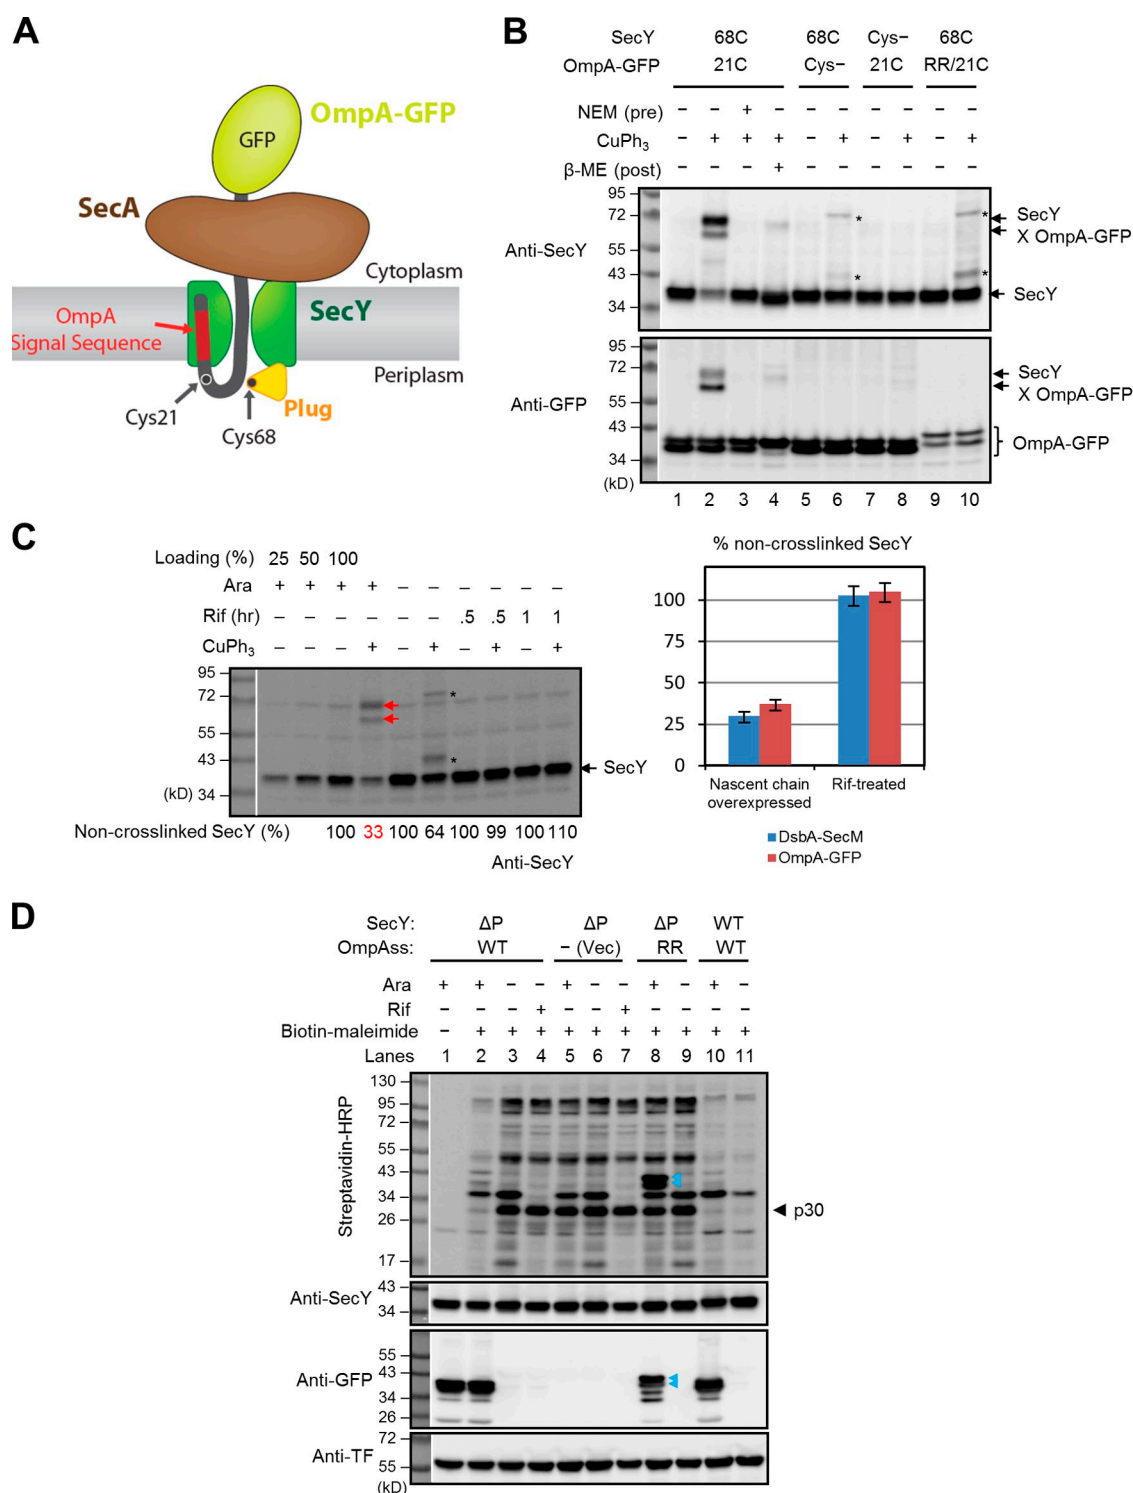 A
OmpA-GFP
GFP
SecA
Cytoplasm
OmpA
Signal Sequence
SecY
Periplasm
Cys21
Plug
Cys68
B
SecY 68C 68C Cys− 68C
OmpA-GFP 21C Cys− 21C RR/21C
NEM (pre) − − + − − − − − − −
CuPh3 − + + + − + − + − +
β-ME (post) − − − + − − − − − −
95
72
55
43
34
Anti-SecY
* * * *
SecY
X OmpA-GFP
SecY
95
72
55
43
34
(kD)
Anti-GFP
SecY
X OmpA-GFP
OmpA-GFP
1 2 3 4 5 6 7 8 9 10
C
Loading (%) 25 50 100
Ara + + + + − − − − − −
Rif (hr) − − − − − − .5 .5 1 1
CuPh3 − − − + − + − + − +
95
72
55
43
(kD) 34
* *
SecY
Non-crosslinked SecY (%) 100 33 100 64 100 99 100 110
Anti-SecY
% non-crosslinked SecY
100
75
50
25
0
Nascent chain
overexpressed
Rif-treated
DsbA-SecM
OmpA-GFP
D
SecY: ΔP ΔP ΔP WT
OmpAss: WT − (Vec) RR WT
Ara + + − − + − − + − + −
Rif − − − + − − + − − − −
Biotin-maleimide − + + + + + + + + + +
Lanes 1 2 3 4 5 6 7 8 9 10 11
Streptavidin-HRP
130
95
72
55
43
34
26
17
p30
Anti-SecY
43
34
Anti-GFP
55
43
34
26
Anti-TF
72
55
(kD)